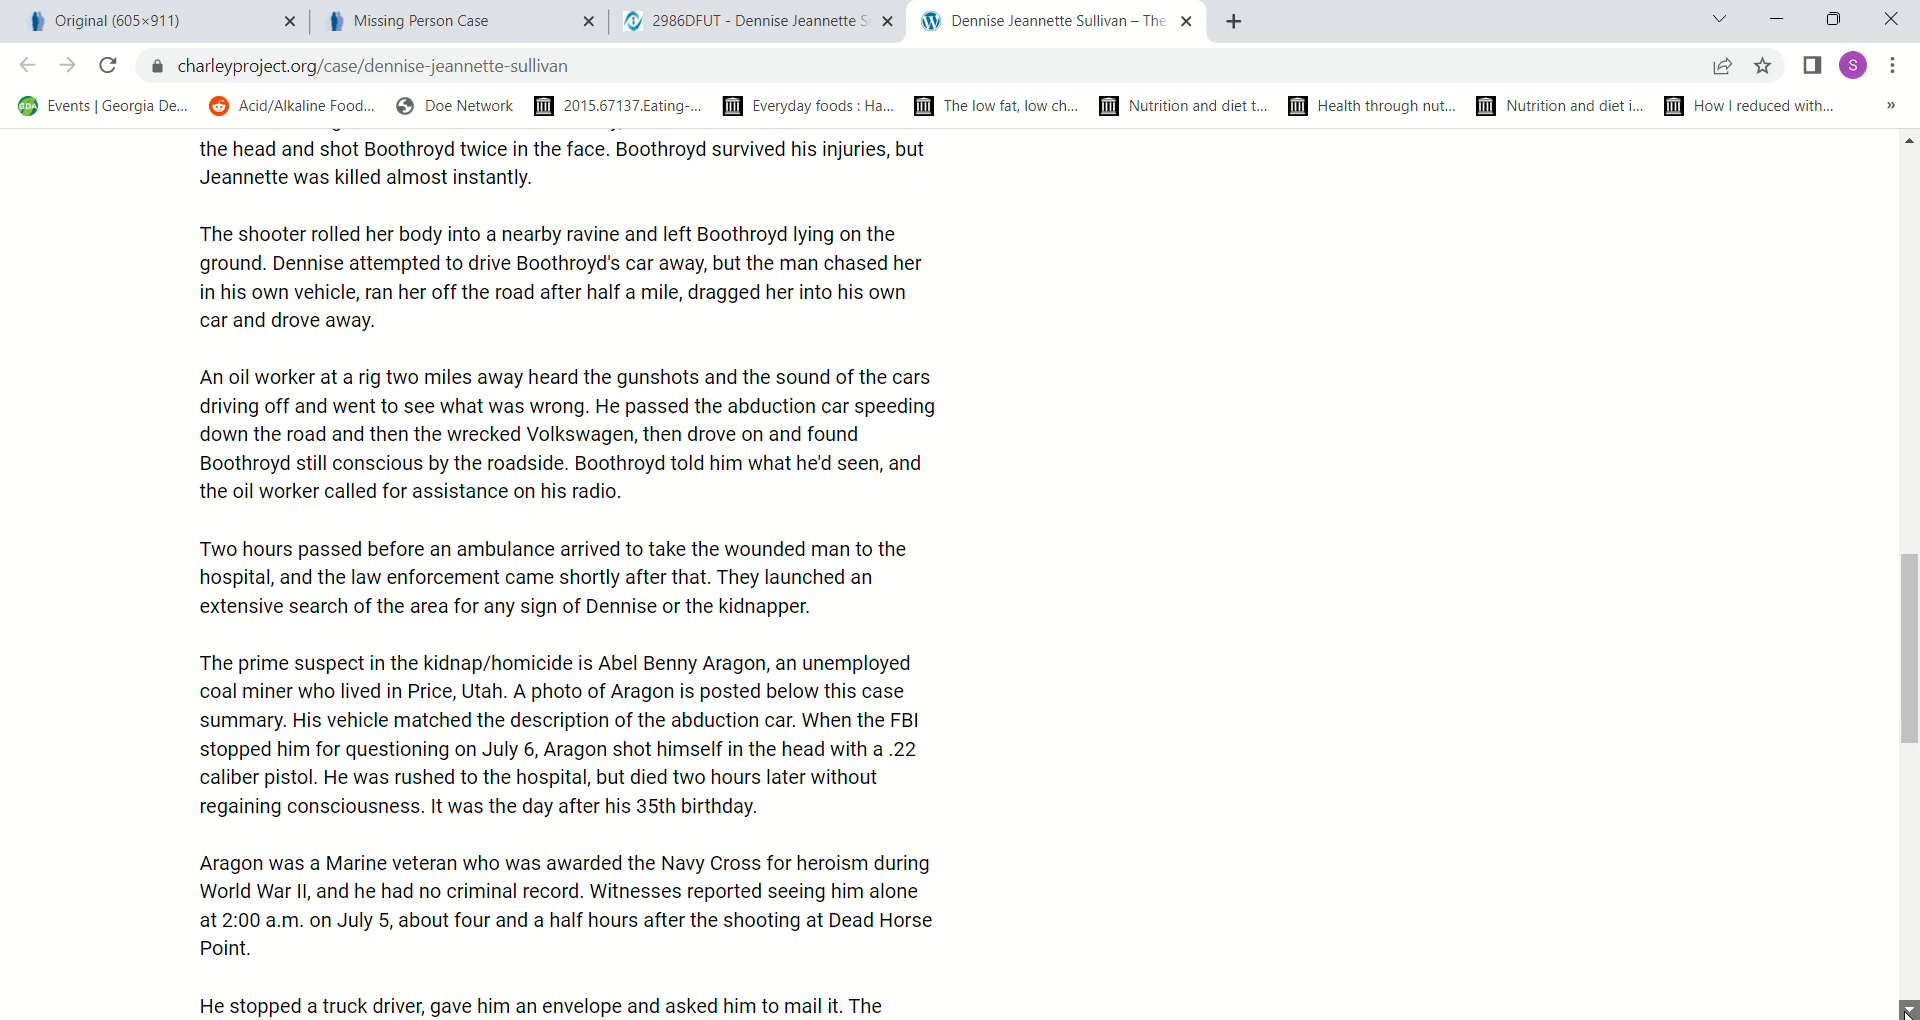 Original (605×911)
Missing Person Case
2986DFUT - Dennise Jeannette S
Dennise Jeannette Sullivan – The
charleyproject.org/case/dennise-jeannette-sullivan
S
GDA Events | Georgia De...
Acid/Alkaline Food...
Doe Network
2015.67137.Eating-...
Everyday foods : Ha...
The low fat, low ch...
Nutrition and diet t...
Health through nut...
Nutrition and diet i...
How I reduced with...
»
the head and shot Boothroyd twice in the face. Boothroyd survived his injuries, but
Jeannette was killed almost instantly.
The shooter rolled her body into a nearby ravine and left Boothroyd lying on the
ground. Dennise attempted to drive Boothroyd's car away, but the man chased her
in his own vehicle, ran her off the road after half a mile, dragged her into his own
car and drove away.
An oil worker at a rig two miles away heard the gunshots and the sound of the cars
driving off and went to see what was wrong. He passed the abduction car speeding
down the road and then the wrecked Volkswagen, then drove on and found
Boothroyd still conscious by the roadside. Boothroyd told him what he'd seen, and
the oil worker called for assistance on his radio.
Two hours passed before an ambulance arrived to take the wounded man to the
hospital, and the law enforcement came shortly after that. They launched an
extensive search of the area for any sign of Dennise or the kidnapper.
The prime suspect in the kidnap/homicide is Abel Benny Aragon, an unemployed
coal miner who lived in Price, Utah. A photo of Aragon is posted below this case
summary. His vehicle matched the description of the abduction car. When the FBI
stopped him for questioning on July 6, Aragon shot himself in the head with a .22
caliber pistol. He was rushed to the hospital, but died two hours later without
regaining consciousness. It was the day after his 35th birthday.
Aragon was a Marine veteran who was awarded the Navy Cross for heroism during
World War II, and he had no criminal record. Witnesses reported seeing him alone
at 2:00 a.m. on July 5, about four and a half hours after the shooting at Dead Horse
Point.
He stopped a truck driver, gave him an envelope and asked him to mail it. The